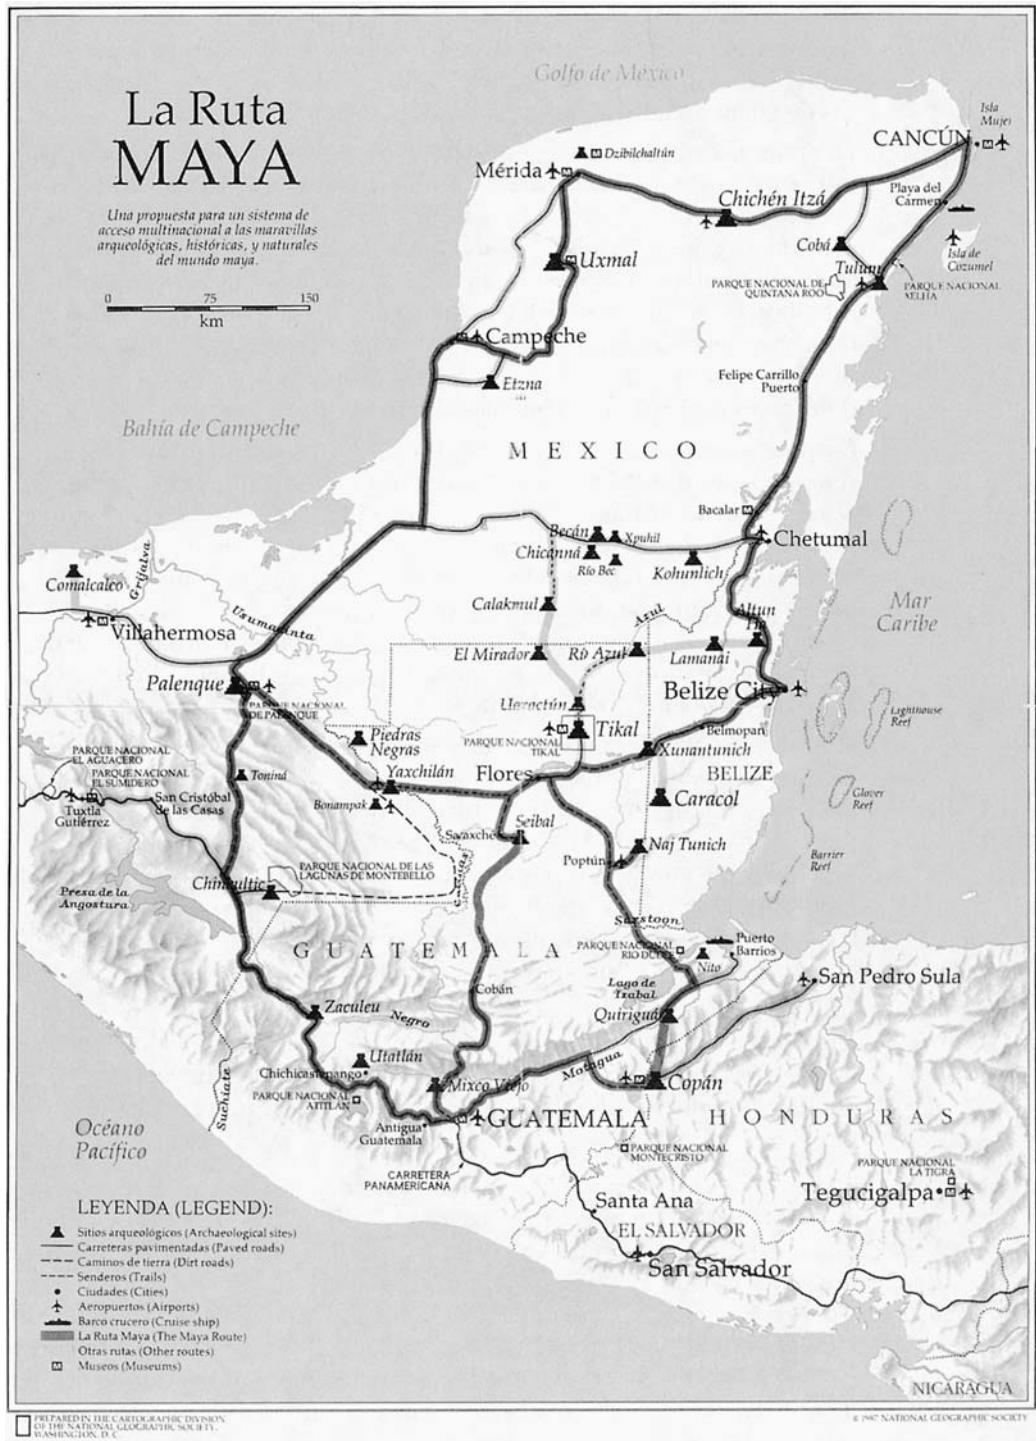 Golfo de México
La Ruta
MAYA
Una propuesta para un sistema de
acceso multinacional a las maravillas
arqueológicas, históricas, y naturales
del mundo maya.
0 75 150
km
Isla
Mujer
CANCÚN
Dzibilchaltún
Mérida
Playa del
Carmen
Chichén Itzá
Cobá
Isla de
Cozumel
Uxmal
Tulum
PARQUE NACIONAL DE
QUINTANA ROO
PARQUE NACIONAL
XELHA
Campeche
Etzna
Felipe Carrillo
Puerto
Bahía de Campeche
MEXICO
Bacalar
Becán
Xpuhil
Chetumal
Chicanná
Río Bec
Kohunlich
Comalcalco
Grijalva
Calakmul
Azul
Altun
Ha
Mar
Caribe
Villahermosa
Usumacinta
El Mirador
Río Azul
Lamanai
Palenque
PARQUE NACIONAL
DE PALENQUE
Uaxactún
Belize City
Lighthouse
Reef
Piedras
Negras
Tikal
PARQUE NACIONAL
TIKAL
Belmopan
Xunantunich
PARQUE NACIONAL
EL AGUACERO
PARQUE NACIONAL
EL SUMIDERO
Toniná
Yaxchilán
Flores
BELIZE
Tuxtla
Gutiérrez
San Cristóbal
de las Casas
Bonampak
Caracol
Glover
Reef
Seibal
Sayaxché
Naj Tunich
Poptún
Barrier
Reef
PARQUE NACIONAL DE LAS
LAGUNAS DE MONTEBELLO
Chinkultic
Presa de la
Angostura
Sarstoon
GUATEMALA
PARQUE NACIONAL
RIO DULCE
Puerto
Barrios
Nito
Cobán
Lago de
Izabal
San Pedro Sula
Zaculeu
Negro
Quiriguá
Utatlán
Chichicastenango
Motagua
Mixco Viejo
Copán
PARQUE NACIONAL
ATITLÁN
Suchiate
GUATEMALA
HONDURAS
Antigua
Guatemala
Océano
Pacífico
PARQUE NACIONAL
MONTECRISTO
PARQUE NACIONAL
LA TIGRA
CARRETERA
PANAMERICANA
Tegucigalpa
Santa Ana
EL SALVADOR
San Salvador
LEYENDA (LEGEND):
Sitios arqueológicos (Archaeological sites)
Carreteras pavimentadas (Paved roads)
Caminos de tierra (Dirt roads)
Senderos (Trails)
Ciudades (Cities)
Aeropuertos (Airports)
Barco crucero (Cruise ship)
La Ruta Maya (The Maya Route)
Otras rutas (Other routes)
M Museos (Museums)
NICARAGUA
PREPARED IN THE CARTOGRAPHIC DIVISION
OF THE NATIONAL GEOGRAPHIC SOCIETY,
WASHINGTON, D. C.
© 1987 NATIONAL GEOGRAPHIC SOCIETY